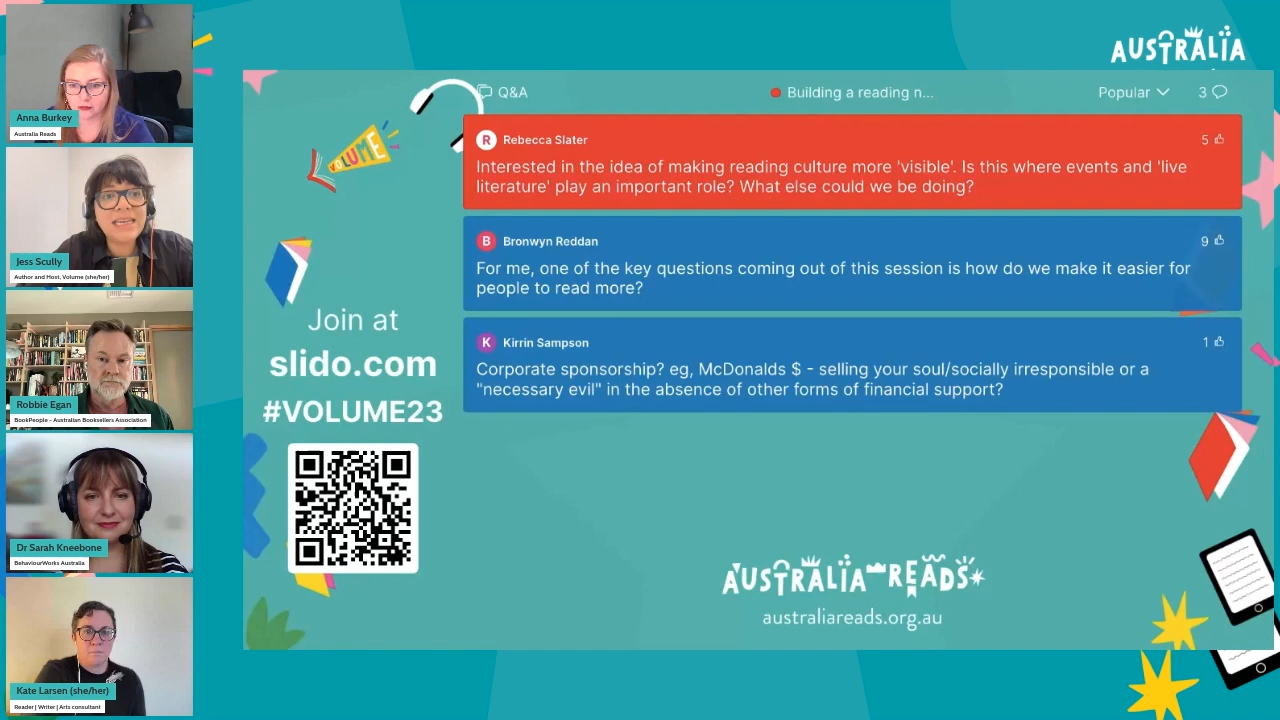 Anna Burkey
Australia Reads
Jess Scully
Author and Host, Volume (she/her)
Robbie Egan
BookPeople - Australian Booksellers Association
Dr Sarah Kneebone
BehaviourWorks Australia
Kate Larsen (she/her)
Reader | Writer | Arts consultant
AUSTRALIA
VOLUME
Join at
slido.com
#VOLUME23
Q&A
Building a reading n...
Popular
3
R Rebecca Slater
5
Interested in the idea of making reading culture more 'visible'. Is this where events and 'live
literature' play an important role? What else could we be doing?
B Bronwyn Reddan
9
For me, one of the key questions coming out of this session is how do we make it easier for
people to read more?
K Kirrin Sampson
1
Corporate sponsorship? eg, McDonalds $ - selling your soul/socially irresponsible or a
"necessary evil" in the absence of other forms of financial support?
AUSTRALIA READS
australiareads.org.au